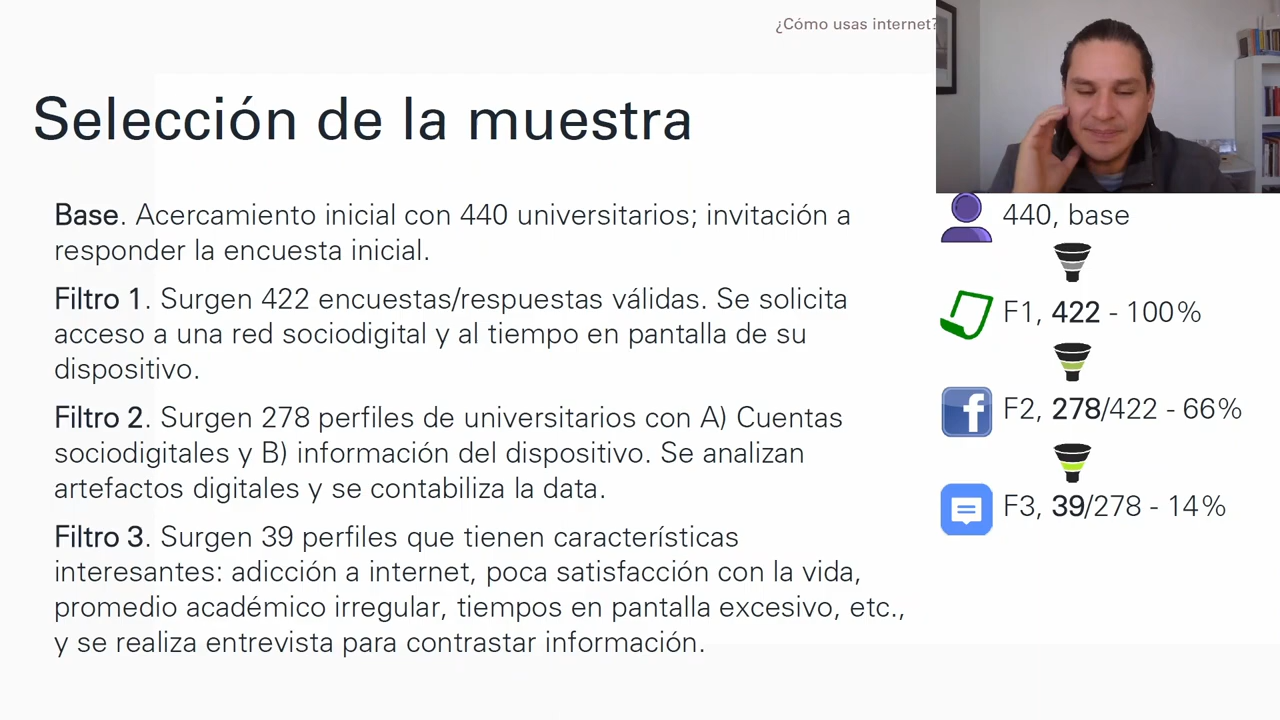 ¿Cómo usas internet?
Selección de la muestra
Base. Acercamiento inicial con 440 universitarios; invitación a
responder la encuesta inicial.
Filtro 1. Surgen 422 encuestas/respuestas válidas. Se solicita
acceso a una red sociodigital y al tiempo en pantalla de su
dispositivo.
Filtro 2. Surgen 278 perfiles de universitarios con A) Cuentas
sociodigitales y B) información del dispositivo. Se analizan
artefactos digitales y se contabiliza la data.
Filtro 3. Surgen 39 perfiles que tienen características
interesantes: adicción a internet, poca satisfacción con la vida,
promedio académico irregular, tiempos en pantalla excesivo, etc.,
y se realiza entrevista para contrastar información.
440, base
F1, 422 - 100%
F2, 278/422 - 66%
F3, 39/278 - 14%